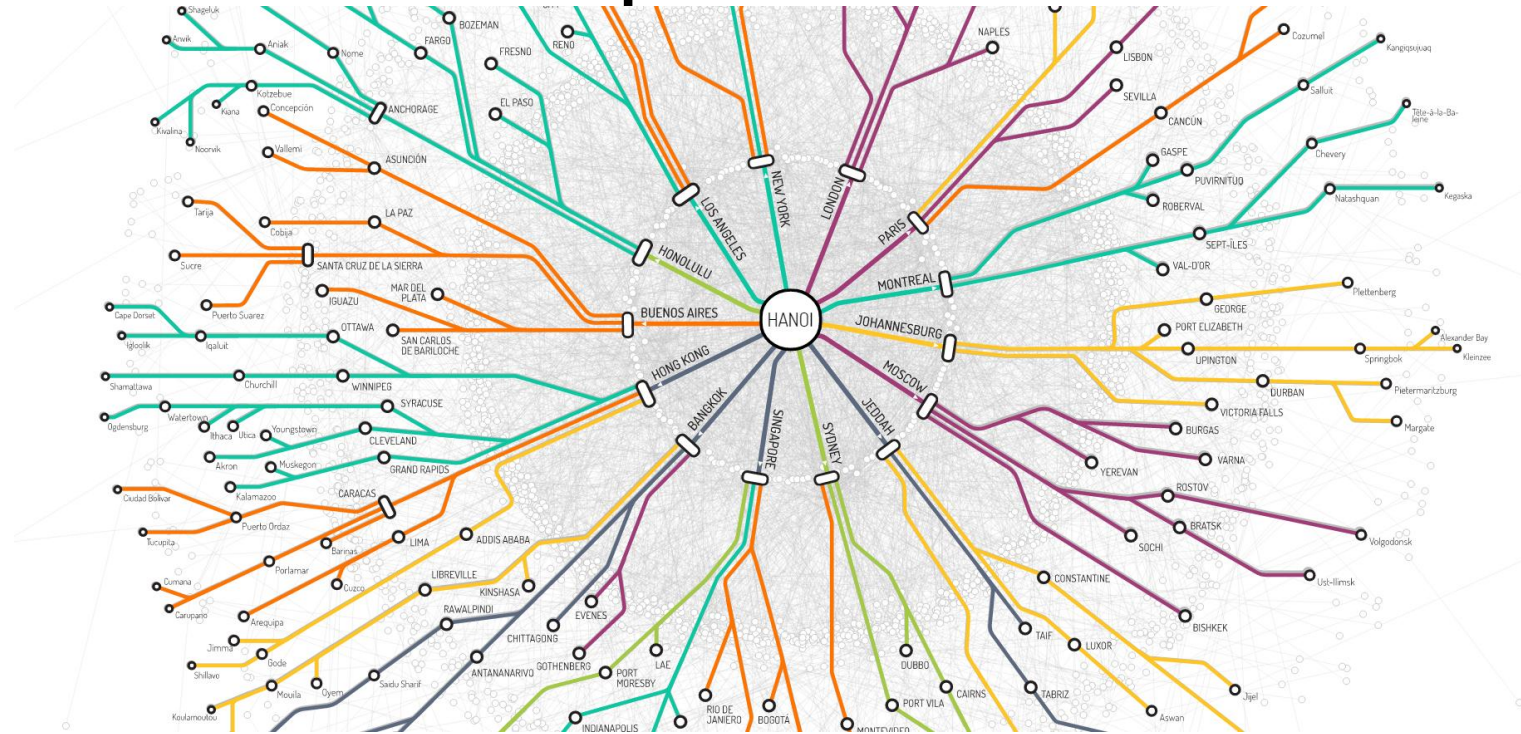 Shageluk
Anvik
Aniak
Nome
BOZEMAN
FARGO
FRESNO
RENO
EL PASO
NAPLES
LISBON
SEVILLA
Cozumel
CANCÚN
Kangiqsujuaq
Salluit
Tête-à-la-Ba-
leine
Chevery
Kotzebue
Kiana
Concepción
Kivalina
Noorvik
ANCHORAGE
Vallemi
ASUNCIÓN
GASPE
PUVIRNITUQ
ROBERVAL
Natashquan
Kegaska
NEW YORK
LONDON
LOS ANGELES
PARIS
Tarija
Cobija
LA PAZ
HONOLULU
SEPT-ÎLES
VAL-D'OR
Sucre
SANTA CRUZ DE LA SIERRA
MONTREAL
IGUAZU
MAR DEL
PLATA
Puerto Suarez
GEORGE
Plettenberg
Cape Dorset
BUENOS AIRES
HANOI
JOHANNESBURG
OTTAWA
SAN CARLOS
DE BARILOCHE
PORT ELIZABETH
Alexander Bay
Igloolik
Iqaluit
UPINGTON
Springbok
Kleinzee
HONG KONG
MOSCOW
Shamattawa
Churchill
WINNIPEG
DURBAN
Pietermaritzburg
BANGKOK
SINGAPORE
SYDNEY
JEDDAH
SYRACUSE
VICTORIA FALLS
Watertown
Ogdensburg
Ithaca
Utica
Youngstown
CLEVELAND
BURGAS
Margate
Akron
Muskegon
GRAND RAPIDS
YEREVAN
VARNA
Kalamazoo
CARACAS
ROSTOV
Ciudad Bolivar
Puerto Ordaz
BRATSK
Tucupita
Barinas
LIMA
ADDIS ABABA
SOCHI
Volgodonsk
Porlamar
Cumana
Cuzco
LIBREVILLE
KINSHASA
CONSTANTINE
Ust-Ilimsk
Carupano
Arequipa
RAWALPINDI
EVENES
BISHKEK
CHITTAGONG
TAIF
Jimma
Gode
GOTHENBERG
LAE
DUBBO
LUXOR
Shillavo
Saidu Sharif
ANTANANARIVO
PORT
MORESBY
Mouila
Oyem
CAIRNS
TABRIZ
Jijel
Koulamoutou
RIO DE
JANIERO
BOGOTÁ
PORT VILA
Aswan
INDIANAPOLIS
MONTEVIDEO